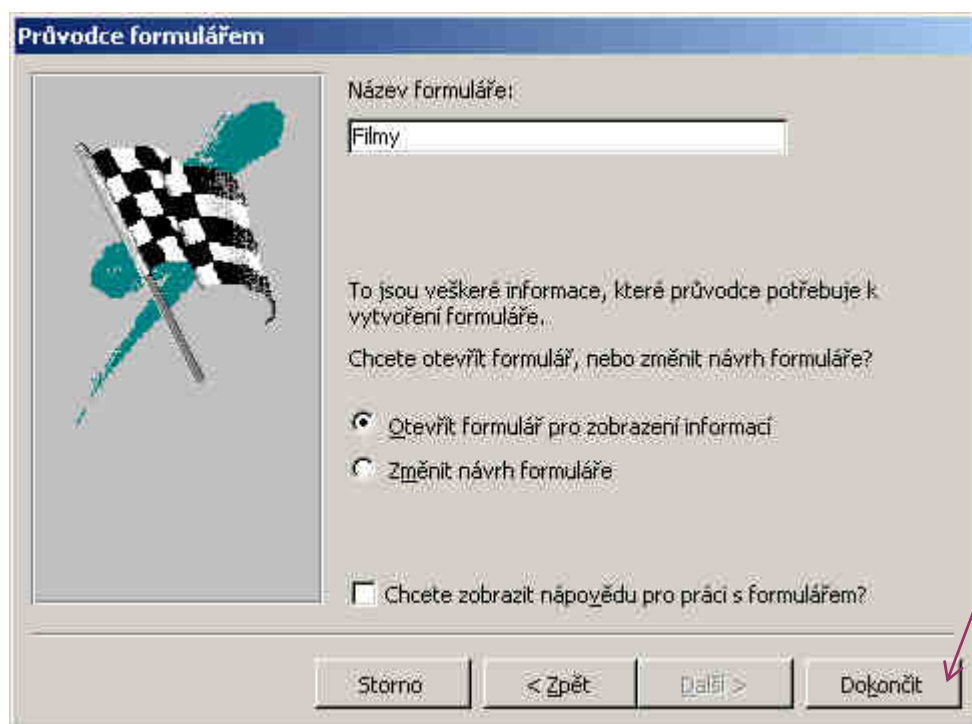 Průvodce formulářem
Název formuláře:
Filmy
To jsou veškeré informace, které průvodce potřebuje k
vytvoření formuláře.
Chcete otevřít formulář, nebo změnit návrh formuláře?
Otevřít formulář pro zobrazení informací
Změnit návrh formuláře
Chcete zobrazit nápovědu pro práci s formulářem?
Storno < Zpět Další > Dokončit